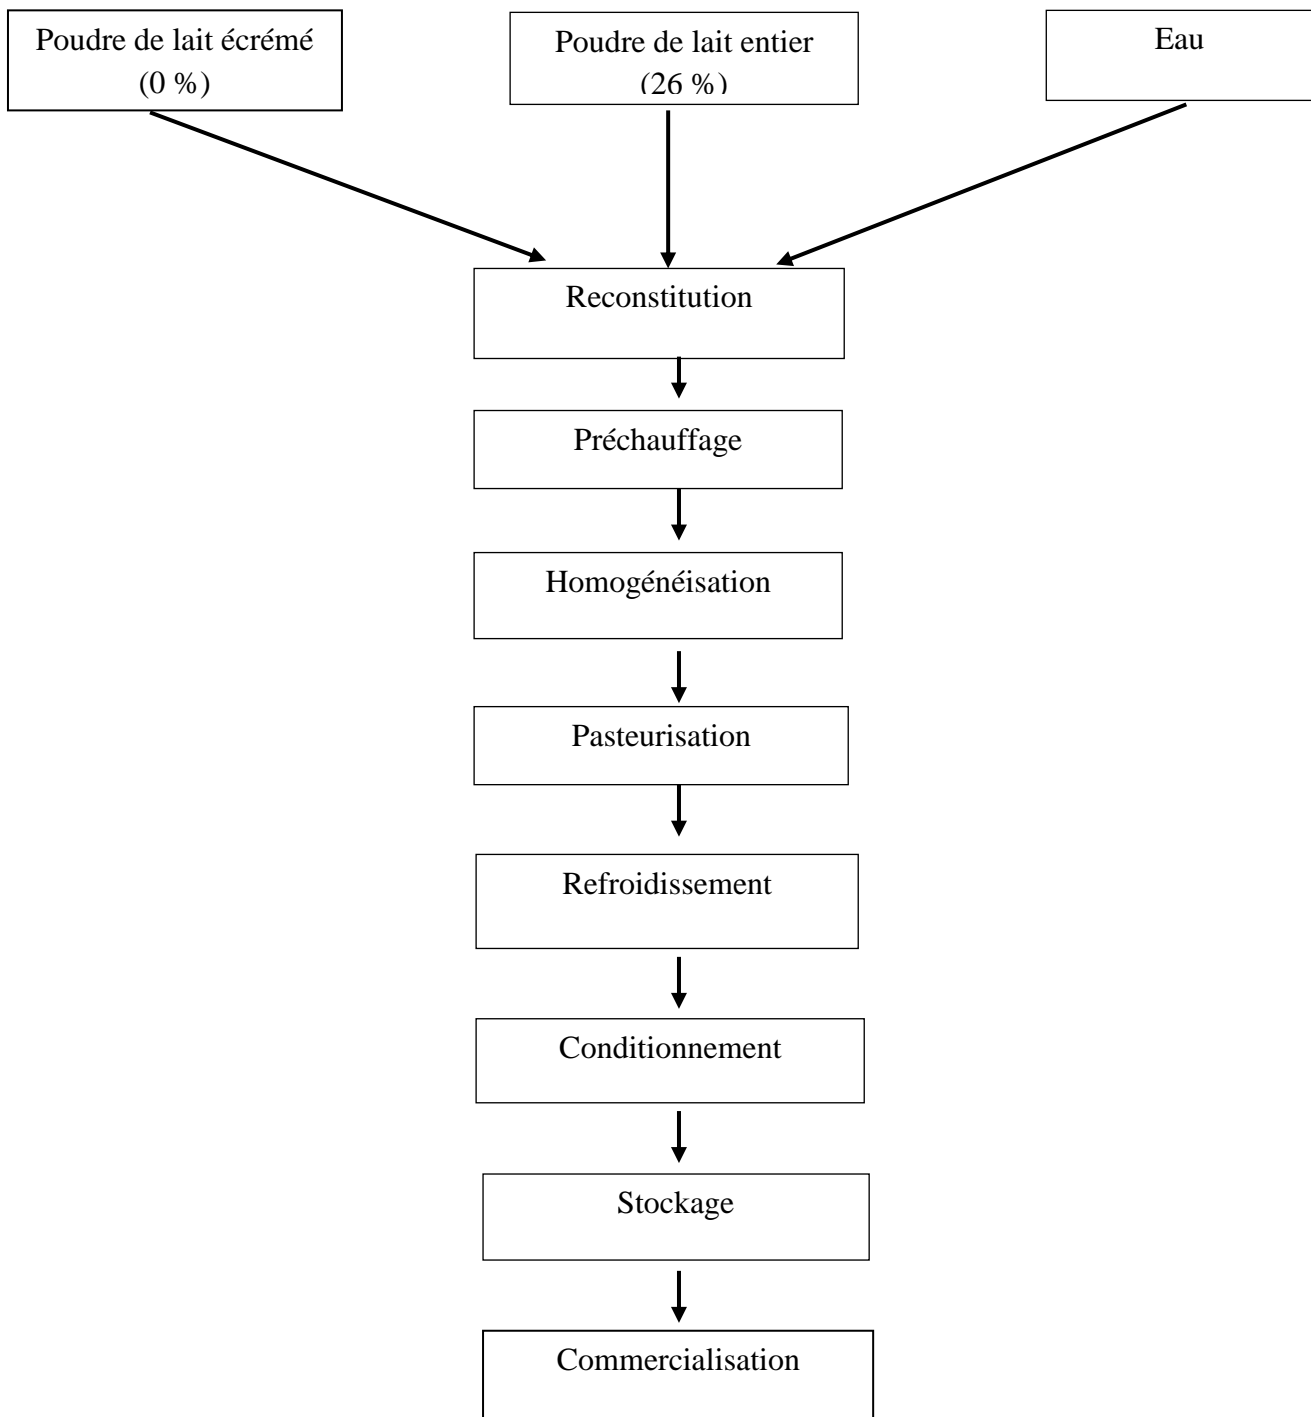 Poudre de lait écrémé
(0 %)
Poudre de lait entier
(26 %)
Eau
Reconstitution
Préchauffage
Homogénéisation
Pasteurisation
Refroidissement
Conditionnement
Stockage
Commercialisation